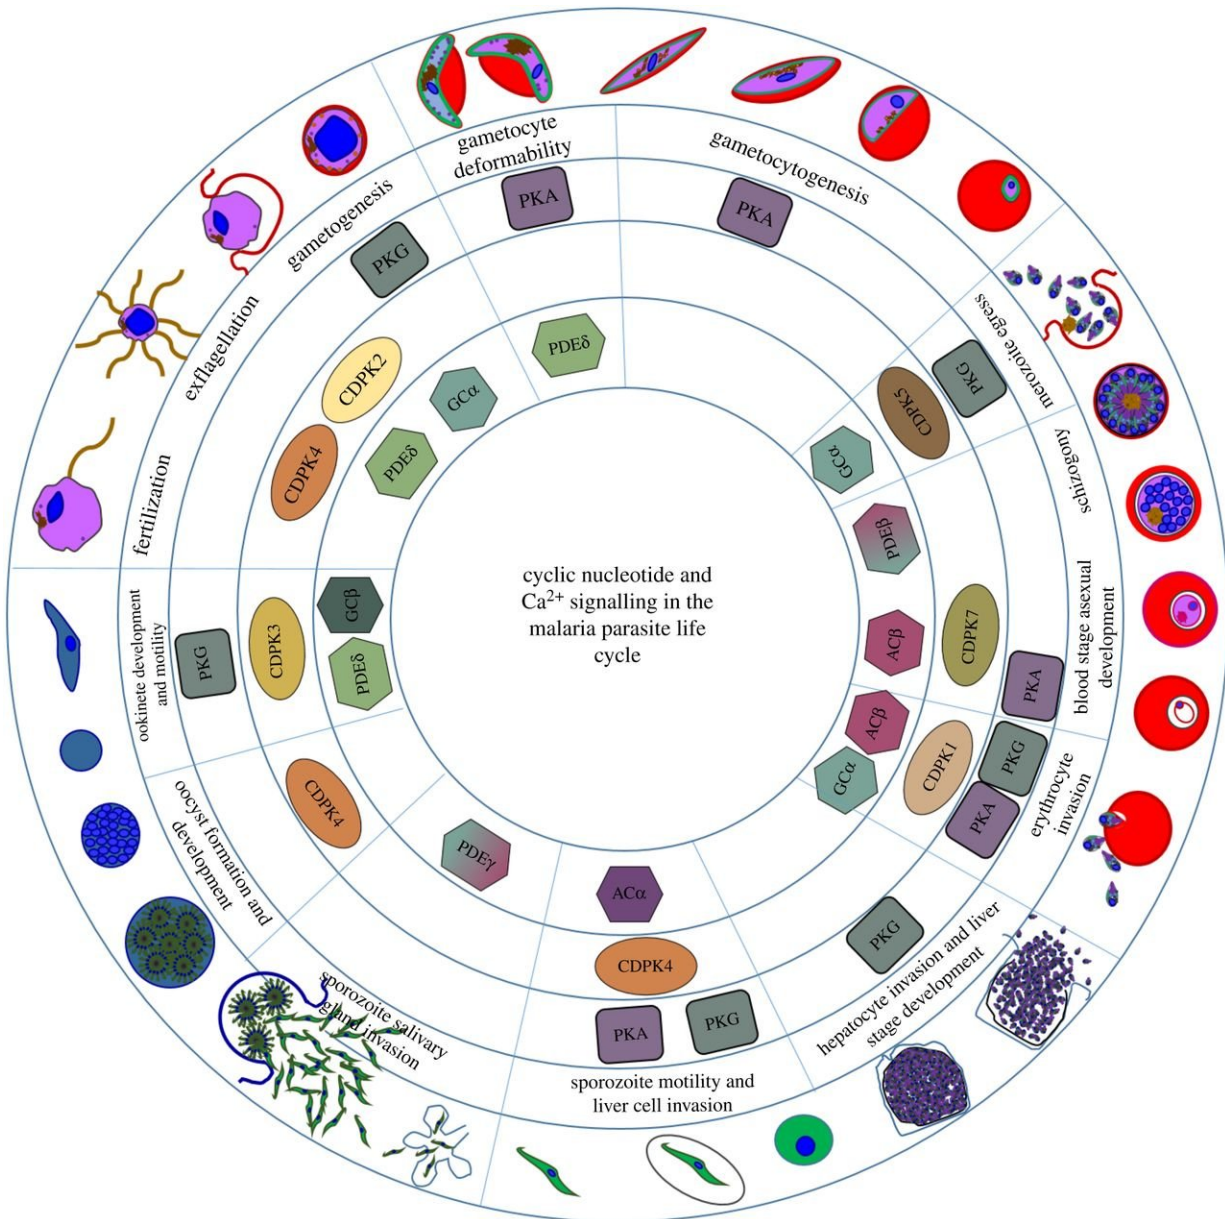 gametocyte
deformability
gametocytogenesis
gametogenesis
exflagellation
fertilization
merozoite egress
schizogony
blood stage asexual
development
erythrocyte
invasion
hepatocyte invasion and liver
stage development
sporozoite motility and
liver cell invasion
sporozoite salivary
gland invasion
oocyst formation and
development
ookinete development
and motility
PKA
PKA
PKG
PKG
PKA
PKG
PKA
PKG
PKG
PKA
PKG
CDPK2
CDPK4
CDPK3
CDPK4
CDPK4
CDPK1
CDPK7
CDPK5
PDEδ
GCα
PDEδ
GCβ
PDEδ
PDEγ
ACα
GCα
ACβ
ACβ
PDEβ
GCα
cyclic nucleotide and
Ca²⁺ signalling in the
malaria parasite life
cycle